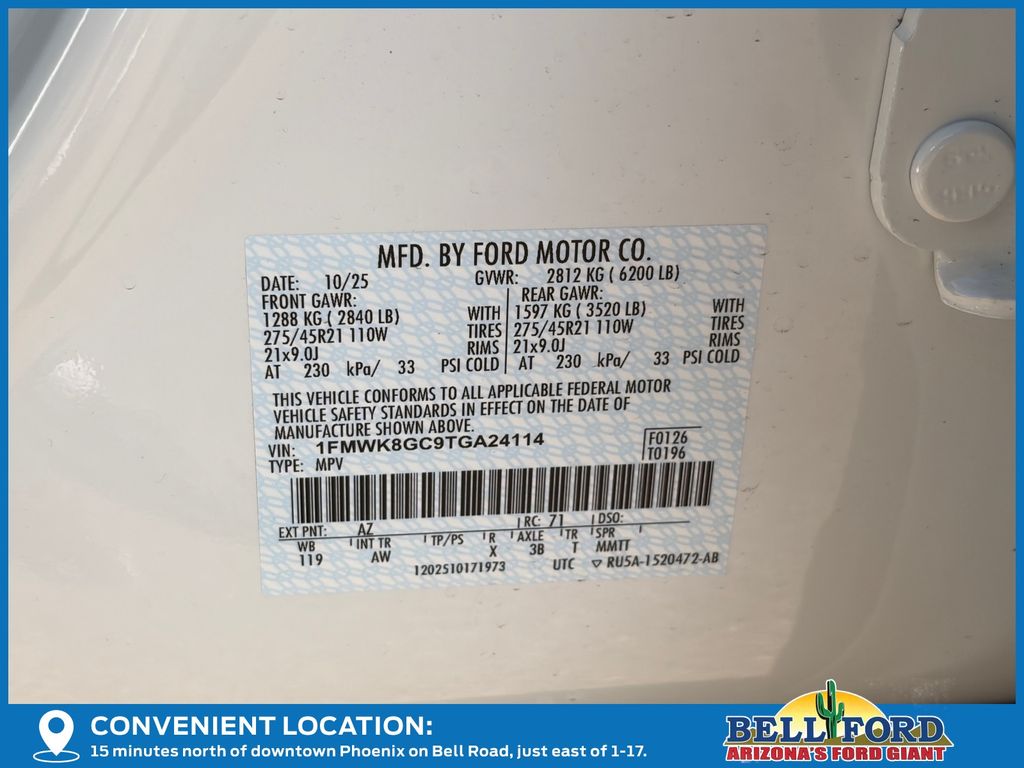 MFD. BY FORD MOTOR CO.
DATE: 10/25 GVWR: 2812 KG ( 6200 LB)
FRONT GAWR: REAR GAWR:
1288 KG ( 2840 LB) WITH 1597 KG ( 3520 LB) WITH
275/45R21 110W TIRES 275/45R21 110W TIRES
21x9.0J RIMS 21x9.0J RIMS
AT 230 kPa/ 33 PSI COLD AT 230 kPa/ 33 PSI COLD
THIS VEHICLE CONFORMS TO ALL APPLICABLE FEDERAL MOTOR
VEHICLE SAFETY STANDARDS IN EFFECT ON THE DATE OF
MANUFACTURE SHOWN ABOVE.
VIN: 1FMWK8GC9TGA24114 F0126
TYPE: MPV T0196
EXT PNT: AZ RC: 71 DSO:
WB INT TR TP/PS R AXLE TR SPR
119 AW X 3B T MMTT
1202510171973 UTC ▽ RU5A-1520472-AB
CONVENIENT LOCATION:
15 minutes north of downtown Phoenix on Bell Road, just east of 1-17.
BELL FORD
ARIZONA'S FORD GIANT